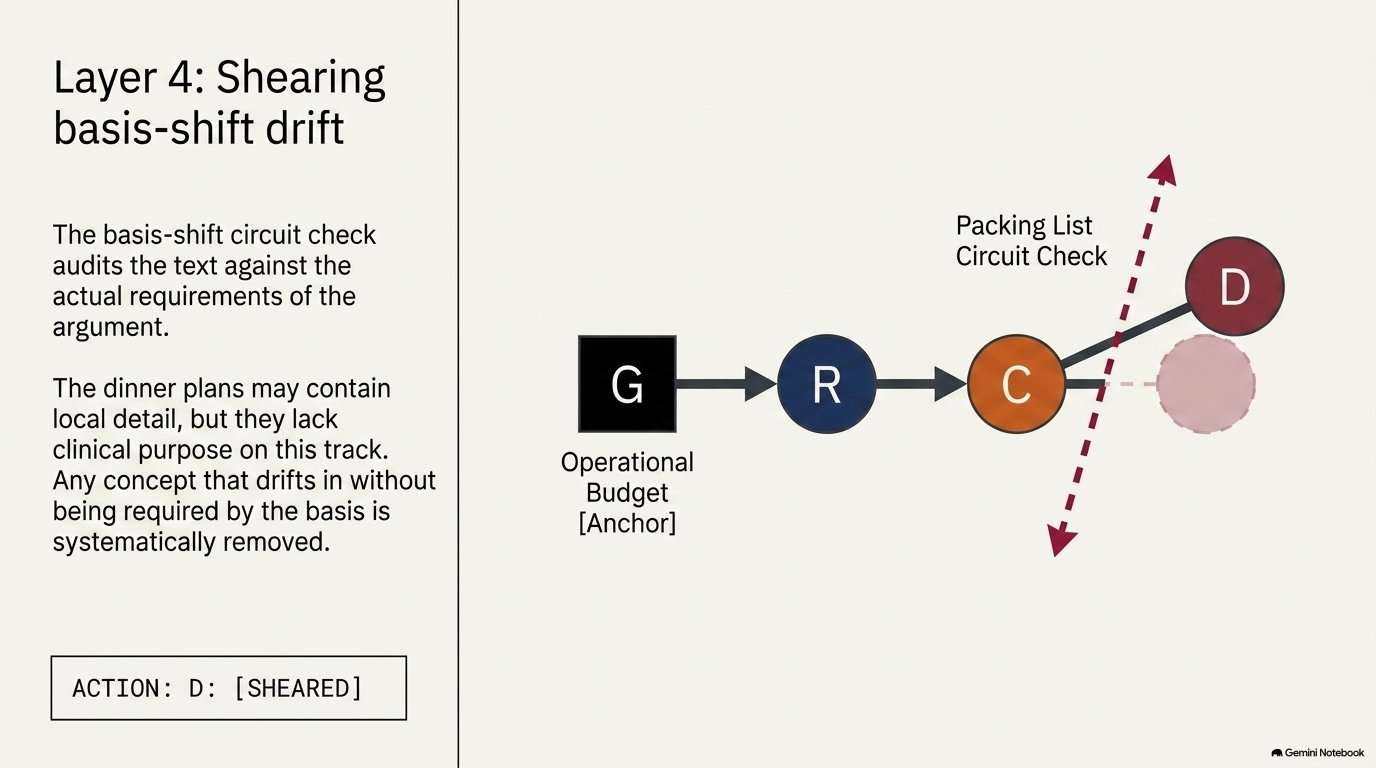 Layer 4: Shearing
basis-shift drift
The basis-shift circuit check
audits the text against the
actual requirements of the
argument.
The dinner plans may contain
local detail, but they lack
clinical purpose on this track.
Any concept that drifts in without
being required by the basis is
systematically removed.
ACTION: D: [SHEARED]
Packing List
Circuit Check
D
G
R
C
Operational
Budget
[Anchor]
Gemini Notebook